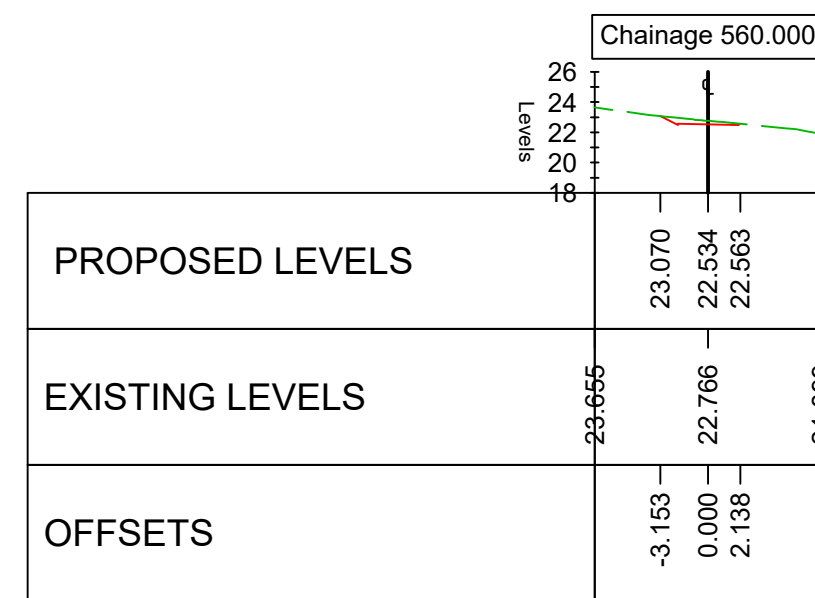 Chainage 560.000
26
24
22
20
18
Levels
PROPOSED LEVELS
23.070
22.534
22.563
EXISTING LEVELS
23.655
22.766
OFFSETS
-3.153
0.000
2.138